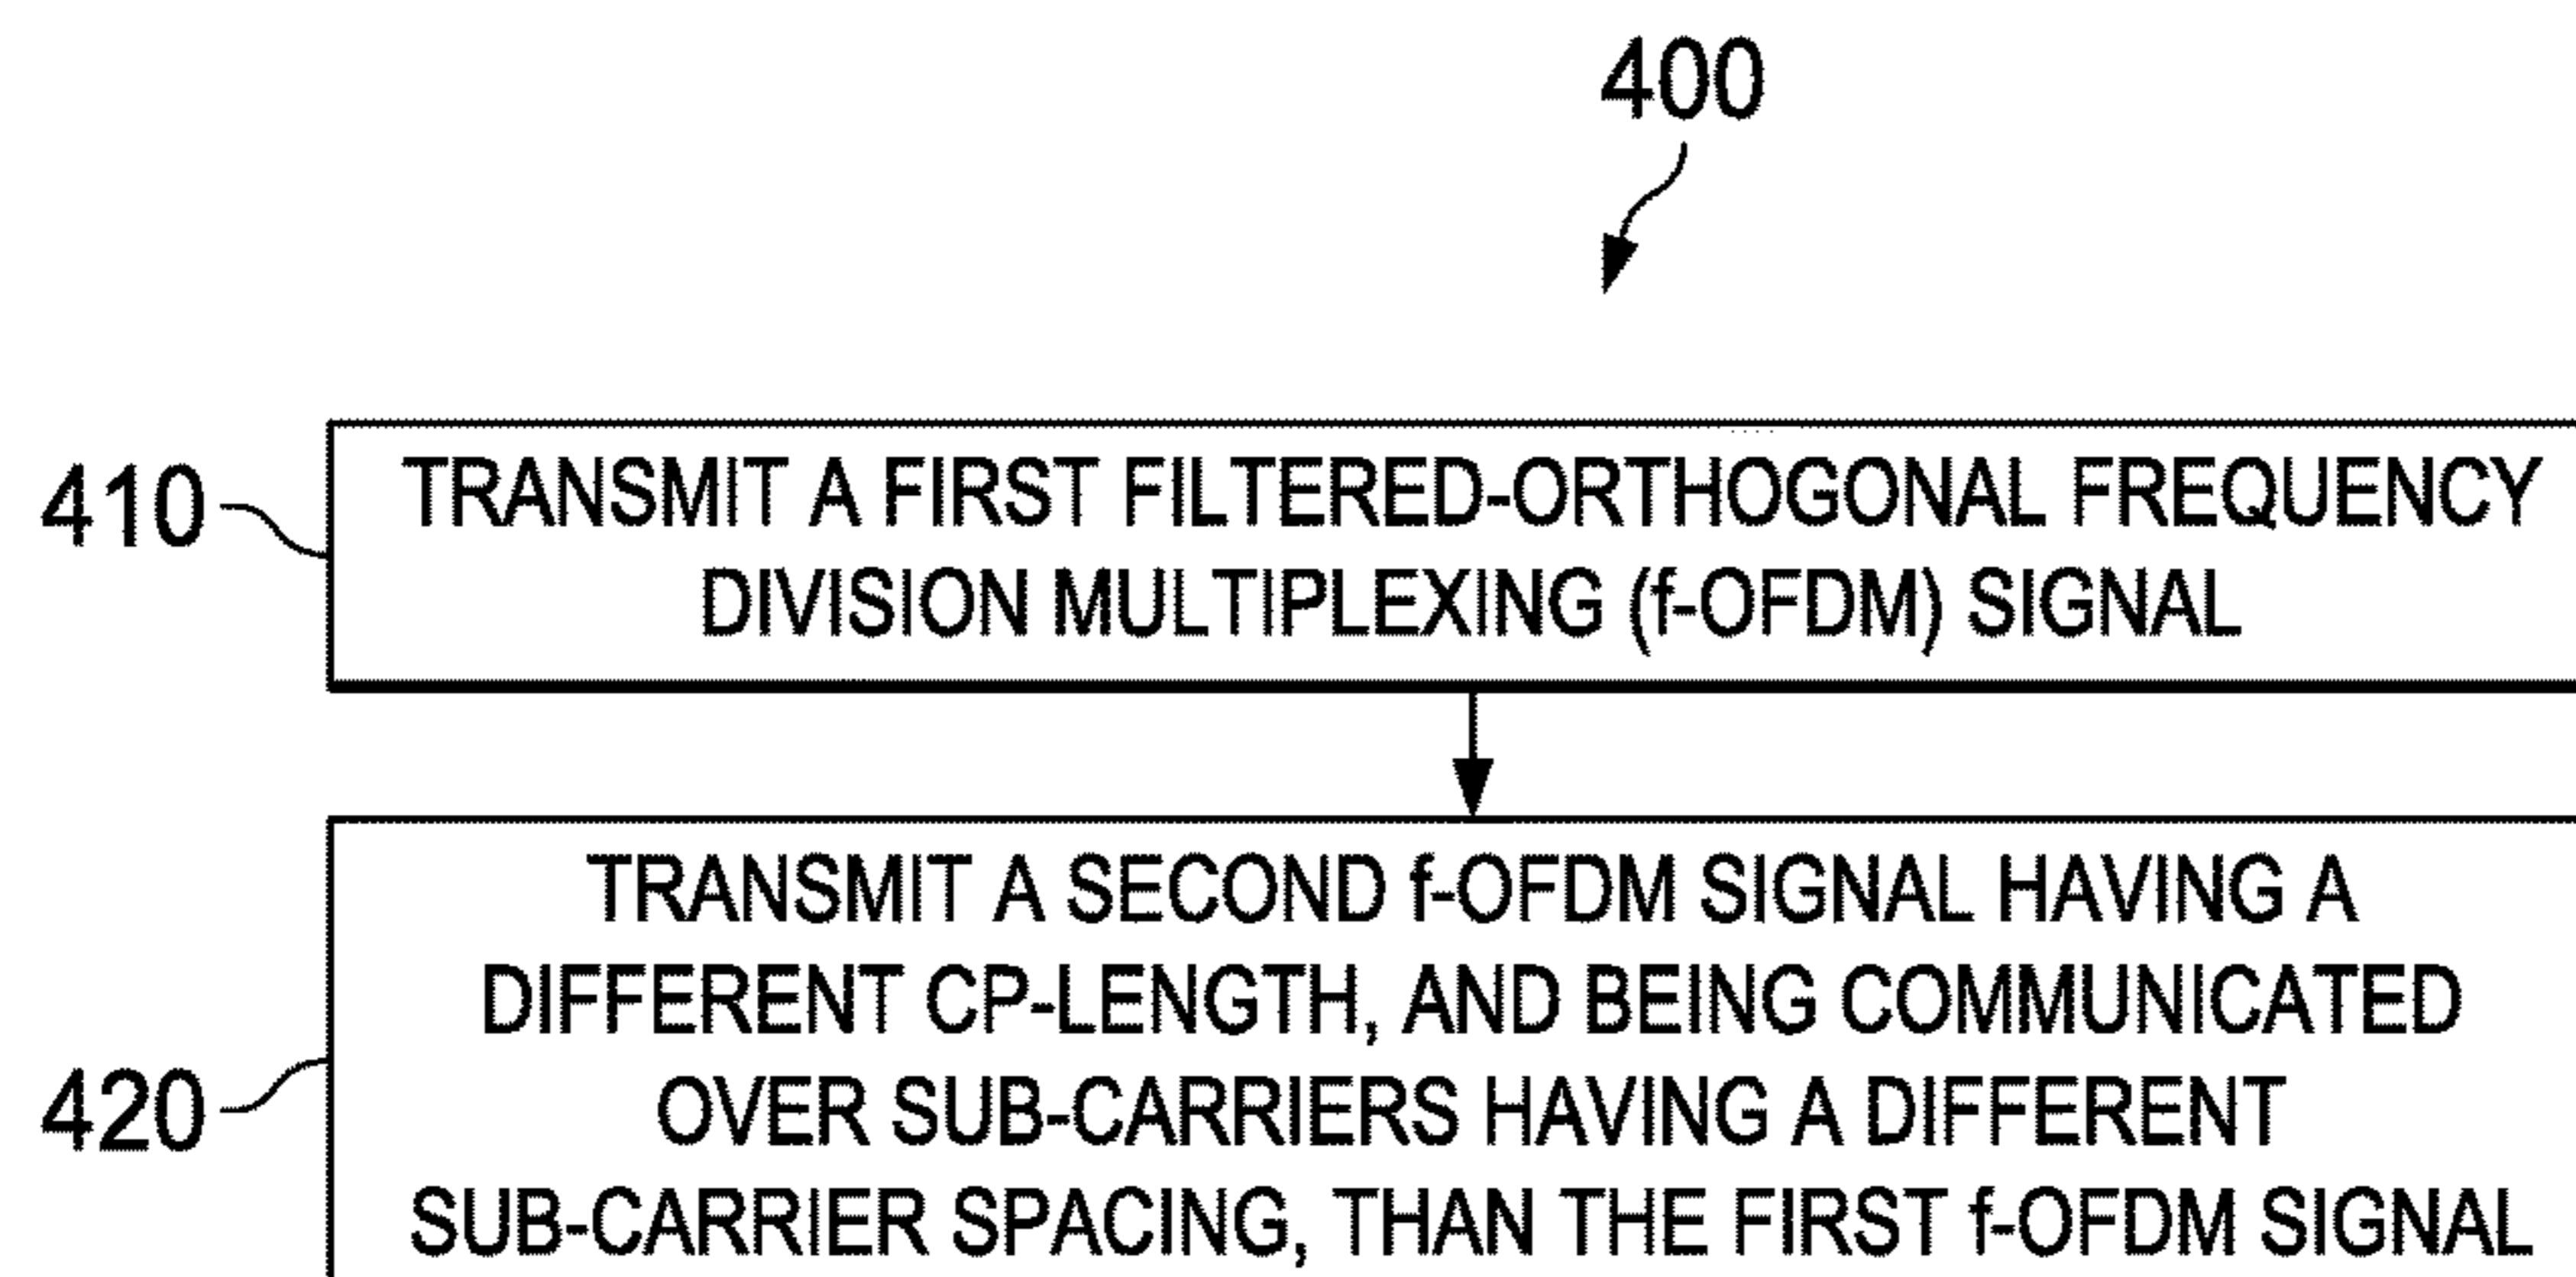 400
410
TRANSMIT A FIRST FILTERED-ORTHOGONAL FREQUENCY
DIVISION MULTIPLEXING (f-OFDM) SIGNAL
420
TRANSMIT A SECOND f-OFDM SIGNAL HAVING A
DIFFERENT CP-LENGTH, AND BEING COMMUNICATED
OVER SUB-CARRIERS HAVING A DIFFERENT
SUB-CARRIER SPACING, THAN THE FIRST f-OFDM SIGNAL